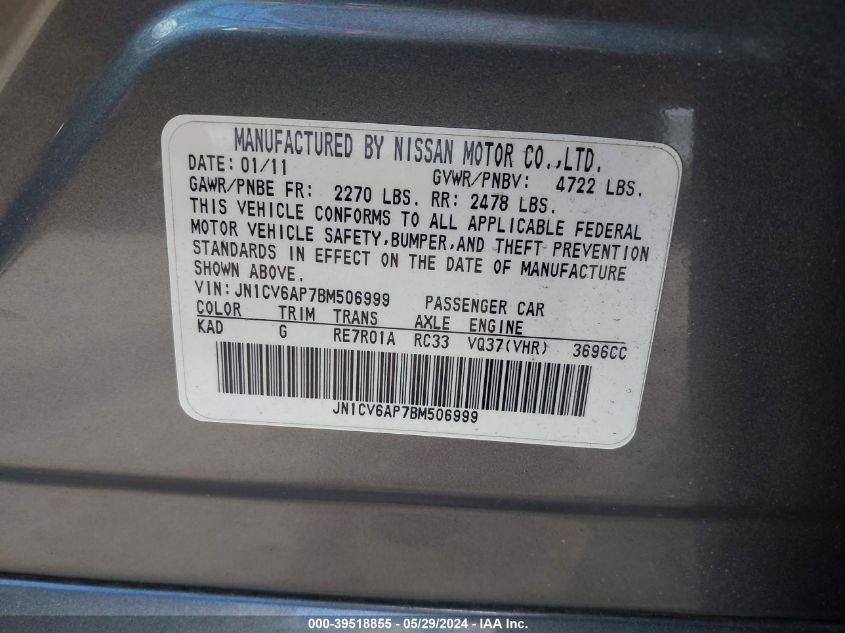 MANUFACTURED BY NISSAN MOTOR CO.,LTD.
DATE: 01/11 GVWR/PNBV: 4722 LBS.
GAWR/PNBE FR: 2270 LBS. RR: 2478 LBS.
THIS VEHICLE CONFORMS TO ALL APPLICABLE FEDERAL
MOTOR VEHICLE SAFETY,BUMPER,AND THEFT PREVENTION
STANDARDS IN EFFECT ON THE DATE OF MANUFACTURE
SHOWN ABOVE.
VIN:JN1CV6AP7BM506999 PASSENGER CAR
COLOR TRIM TRANS AXLE ENGINE
KAD G RE7R01A RC33 VQ37(VHR) 3696CC
JN1CV6AP7BM506999
000-39518855 - 05/29/2024 - IAAI.com